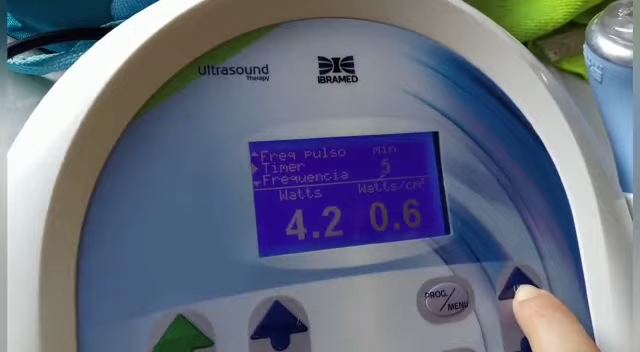 Ultrasound
Therapy
IBRAMED
Freq pulso min
Timer 5
Frequencia
Watts Watts/cm²
4.2 0.6
PROG. / MENU